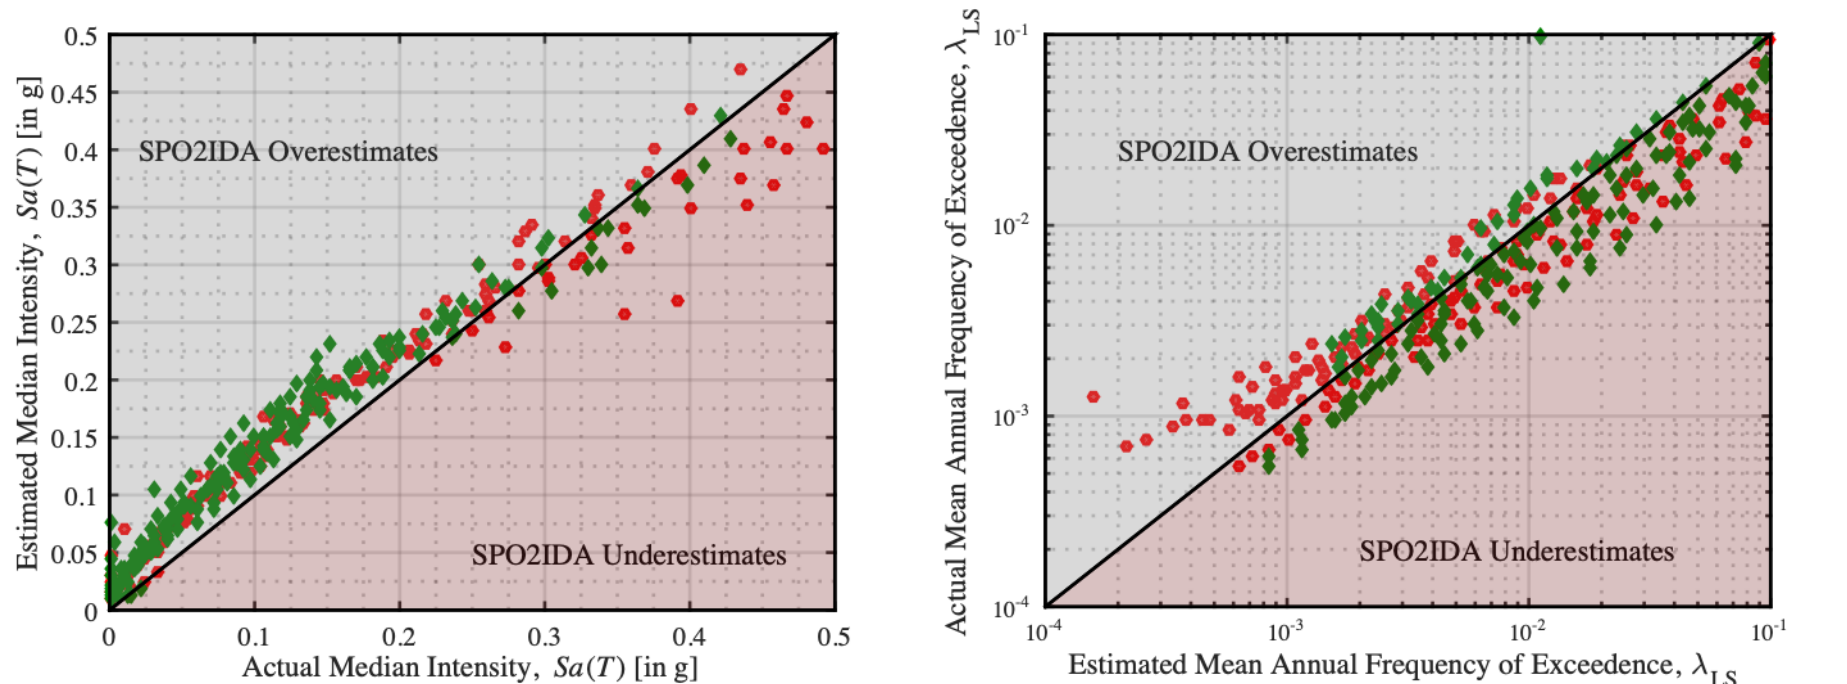 0.5
0.45
0.4
0.35
0.3
0.25
0.2
0.15
0.1
0.05
0
Estimated Median Intensity, Sa(T) [in g]
SPO2IDA Overestimates
SPO2IDA Underestimates
0 0.1 0.2 0.3 0.4 0.5
Actual Median Intensity, Sa(T) [in g]
10-1
10-2
10-3
10-4
Actual Mean Annual Frequency of Exceedence, λLS
SPO2IDA Overestimates
SPO2IDA Underestimates
10-4 10-3 10-2 10-1
Estimated Mean Annual Frequency of Exceedence, λLS